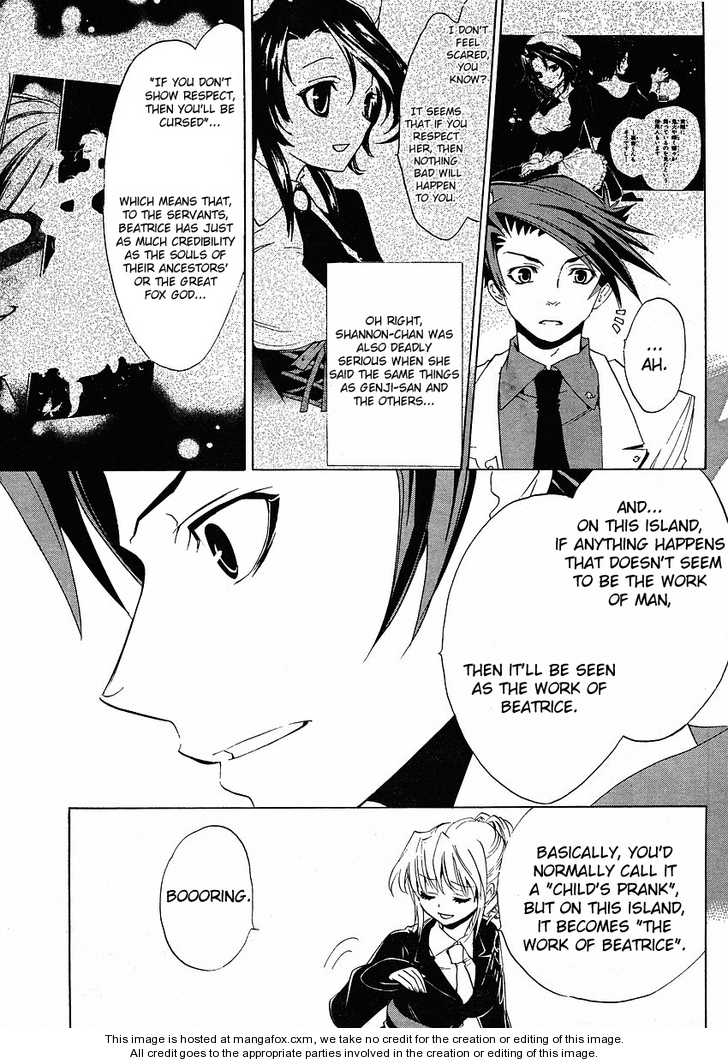 ...
AH.
I DON'T
FEEL
SCARED,
YOU
KNOW?
IT SEEMS
THAT IF YOU
RESPECT
HER, THEN
NOTHING
BAD WILL
HAPPEN
TO YOU.
OH RIGHT,
SHANNON-CHAN WAS
ALSO DEADLY
SERIOUS WHEN SHE
SAID THE SAME THINGS
AS GENJI-SAN AND
THE OTHERS...
"IF YOU DON'T
SHOW RESPECT,
THEN YOU'LL BE
CURSED"...
WHICH MEANS THAT,
TO THE SERVANTS,
BEATRICE HAS JUST
AS MUCH CREDIBILITY
AS THE SOULS OF
THEIR ANCESTORS'
OR THE GREAT
FOX GOD...
AND...
ON THIS ISLAND,
IF ANYTHING HAPPENS
THAT DOESN'T SEEM
TO BE THE WORK
OF MAN,
THEN IT'LL BE SEEN
AS THE WORK OF
BEATRICE.
BASICALLY, YOU'D
NORMALLY CALL IT
A "CHILD'S PRANK",
BUT ON THIS ISLAND,
IT BECOMES "THE
WORK OF BEATRICE".
BOOORING.
This image is hosted at mangafox.cxm, we take no credit for the creation or editing of this image.
All credit goes to the appropriate parties involved in the creation or editing of this image.